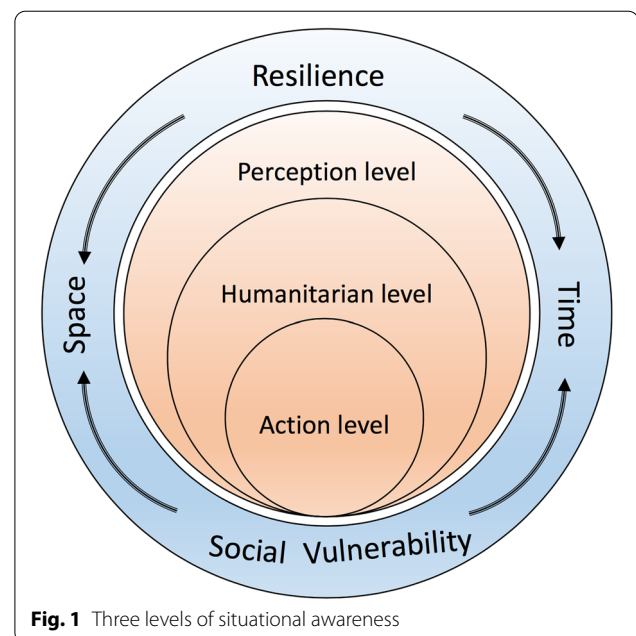 Resilience
Perception level
Humanitarian level
Space
Time
Action level
Social Vulnerability
Fig. 1 Three levels of situational awareness